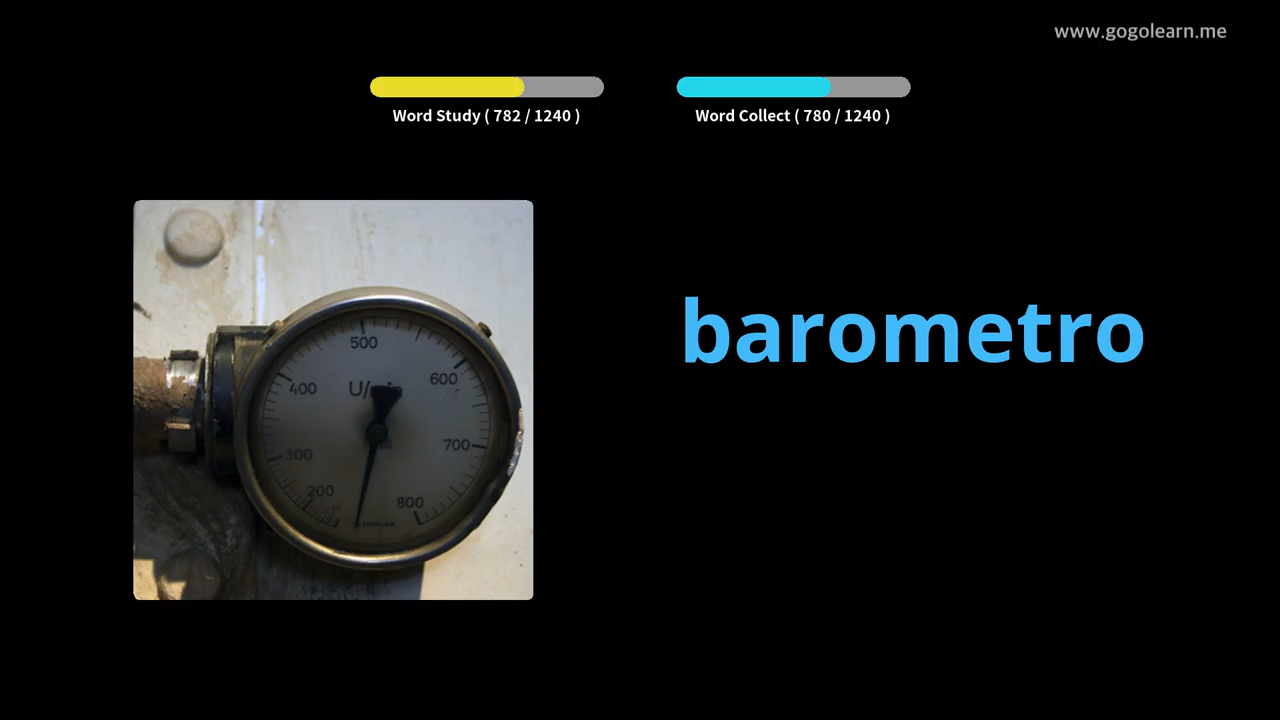 www.gogolearn.me
Word Study ( 782 / 1240 )
Word Collect ( 780 / 1240 )
barometro
500
400
600
300
700
200
800